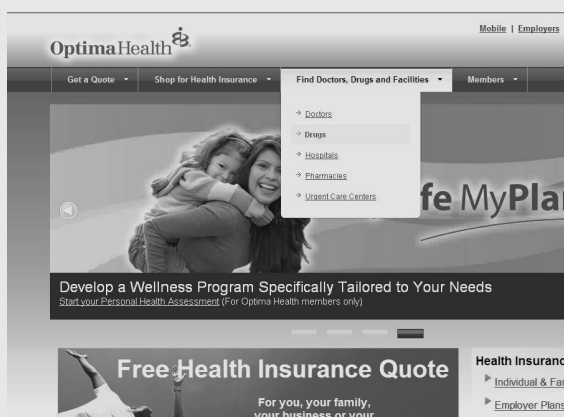 Mobile | Employers
OptimaHealth
Get a Quote Shop for Health Insurance Find Doctors, Drugs and Facilities Members
Doctors
Drugs
Hospitals
Pharmacies
Urgent Care Centers
fe MyPla
Develop a Wellness Program Specifically Tailored to Your Needs
Start your Personal Health Assessment (For Optima Health members only)
Free Health Insurance Quote
For you, your family,
your business or your
Health Insuranc
Individual & Fa
Employer Plans